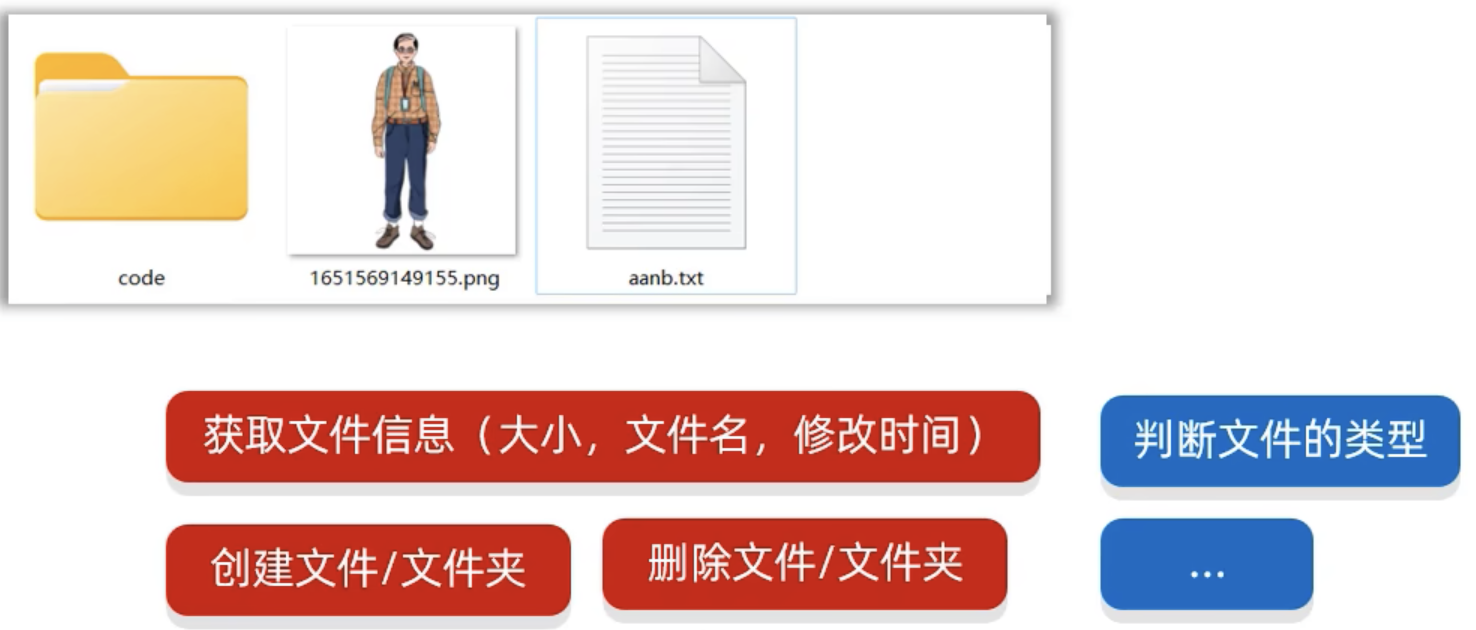 code
1651569149155.png
aanb.txt
获取文件信息（大小，文件名，修改时间）
判断文件的类型
创建文件/文件夹
删除文件/文件夹
...